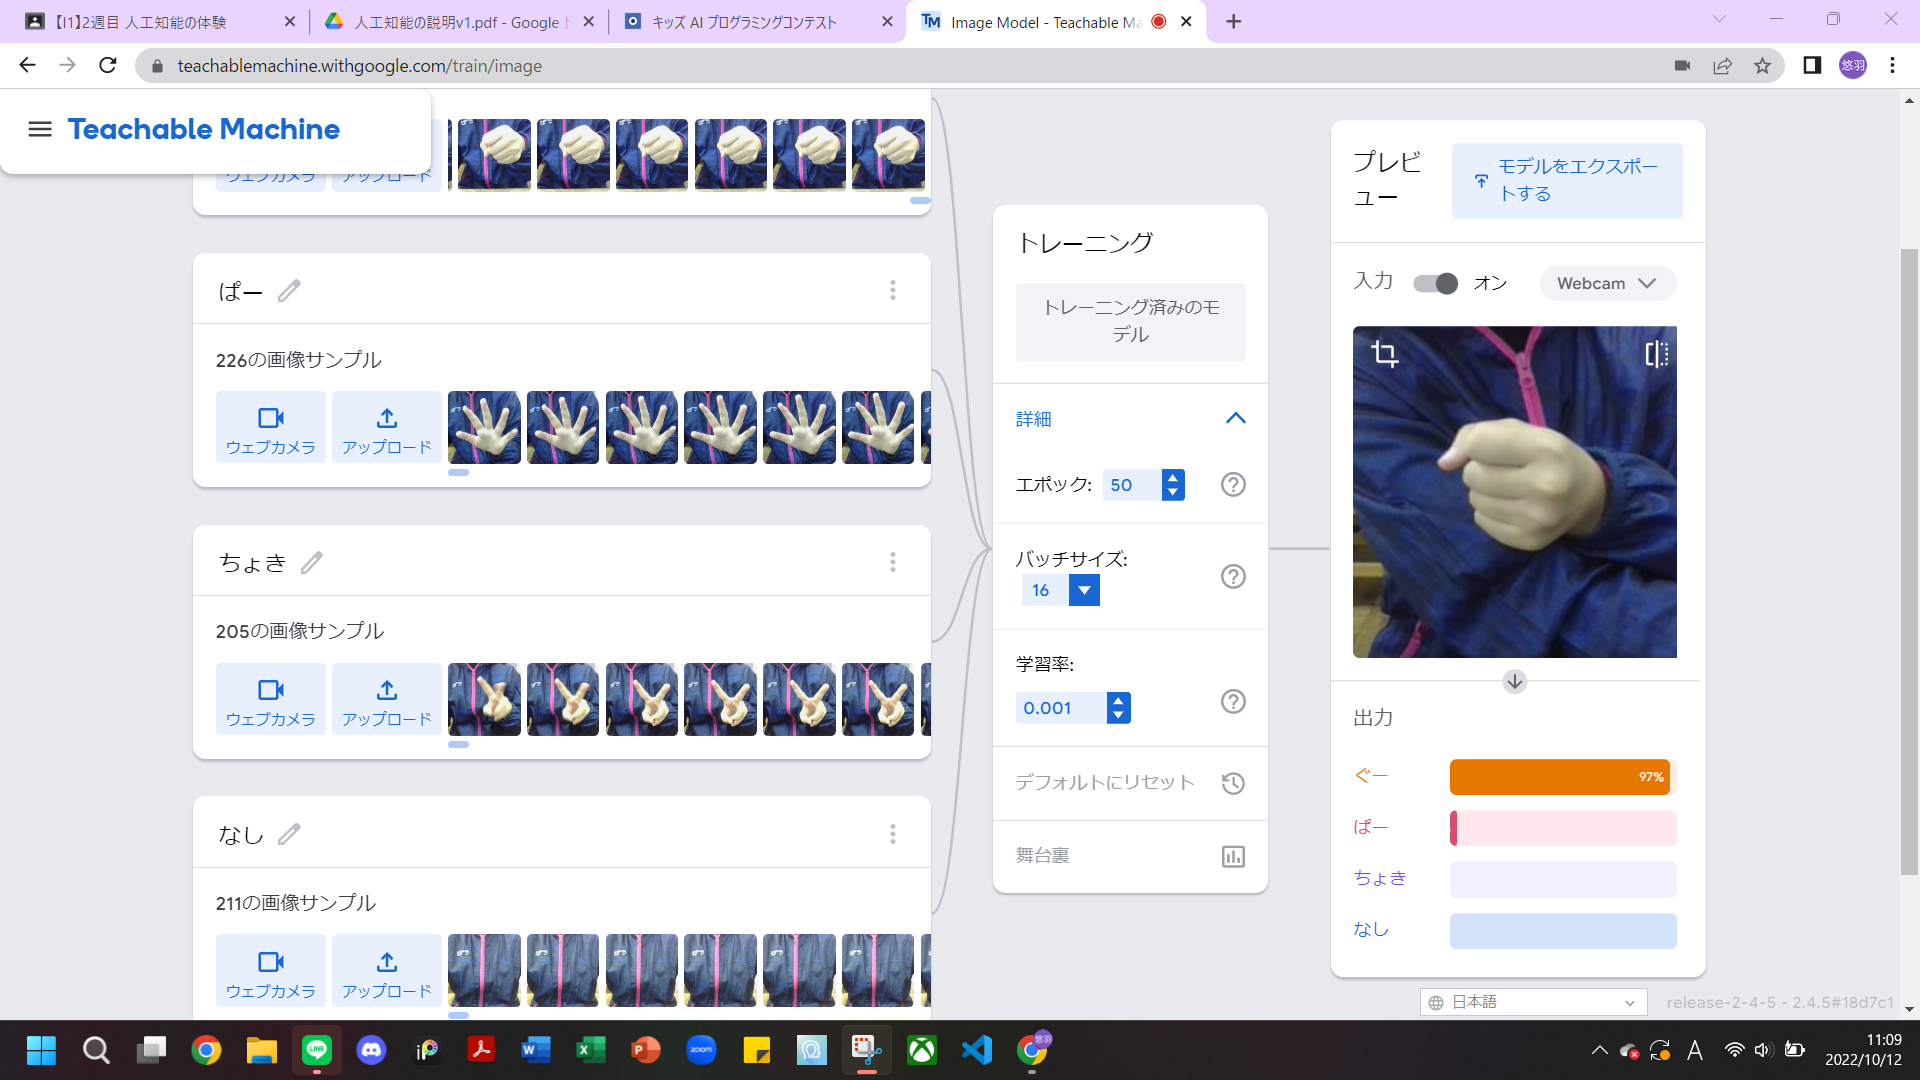 【I1】2週目 人工知能の体験
人工知能の説明v1.pdf - Google ド
キッズ AI プログラミングコンテスト
Image Model - Teachable Ma
teachablemachine.withgoogle.com/train/image
悠羽
Teachable Machine
ウェブカメラ
アップロード
ぱー
226の画像サンプル
ウェブカメラ
アップロード
ちょき
205の画像サンプル
ウェブカメラ
アップロード
なし
211の画像サンプル
ウェブカメラ
アップロード
トレーニング
トレーニング済みのモ
デル
詳細
エポック: 50
バッチサイズ:
16
学習率:
0.001
デフォルトにリセット
舞台裏
プレビ
ュー
モデルをエクスポー
トする
入力 オン Webcam
出力
ぐー 97%
ぱー
ちょき
なし
日本語
release-2-4-5 - 2.4.5#18d7c1
LINE
zoom
悠羽
A
11:09
2022/10/12